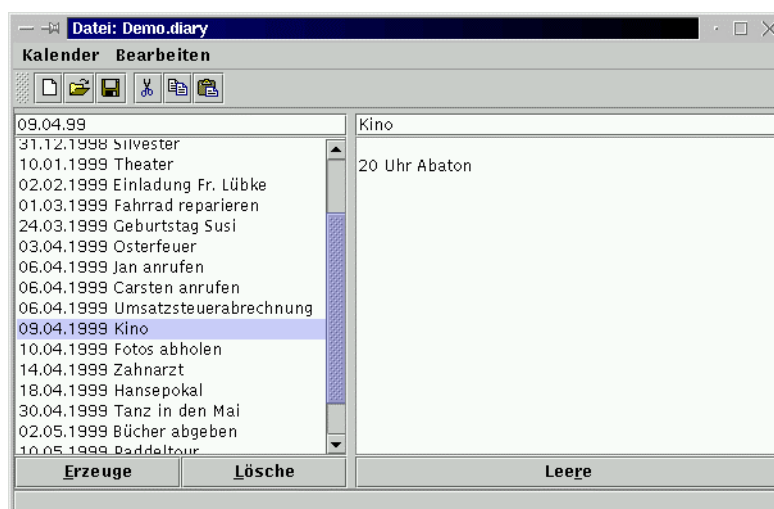 Datei: Demo.diary
Kalender Bearbeiten
09.04.99
31.12.1998 Silvester
10.01.1999 Theater
02.02.1999 Einladung Fr. Lübke
01.03.1999 Fahrrad reparieren
24.03.1999 Geburtstag Susi
03.04.1999 Osterfeuer
06.04.1999 Jan anrufen
06.04.1999 Carsten anrufen
06.04.1999 Umsatzsteuerabrechnung
09.04.1999 Kino
10.04.1999 Fotos abholen
14.04.1999 Zahnarzt
18.04.1999 Hansepokal
30.04.1999 Tanz in den Mai
02.05.1999 Bücher abgeben
10.05.1999 Paddeltour
Erzeuge Lösche
Kino
20 Uhr Abaton
Leere